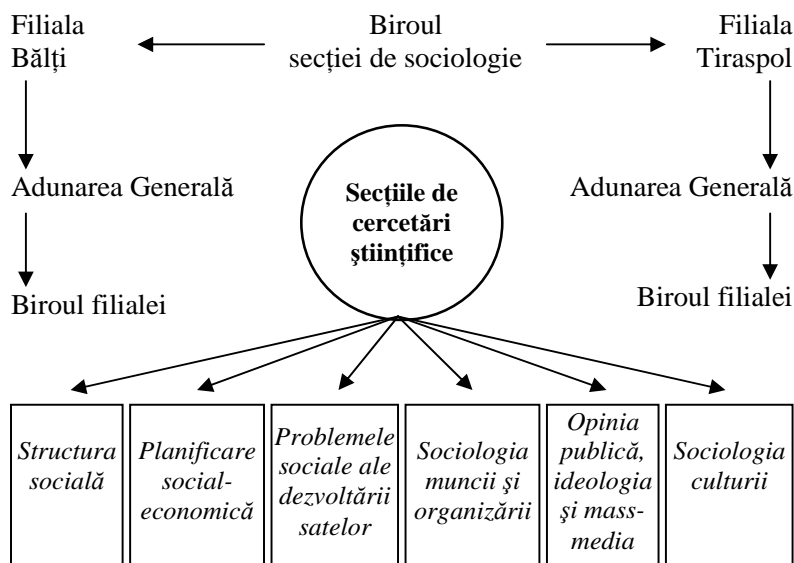 Filiala
Bălți
Biroul
secției de sociologie
Filiala
Tiraspol
Adunarea Generală
Adunarea Generală
Secțiile de
cercetări
ştiințifice
Biroul filialei
Biroul filialei
Structura
socială
Planificare
social-
economică
Problemele
sociale ale
dezvoltării
satelor
Sociologia
muncii şi
organizării
Opinia
publică,
ideologia
şi mass-
media
Sociologia
culturii